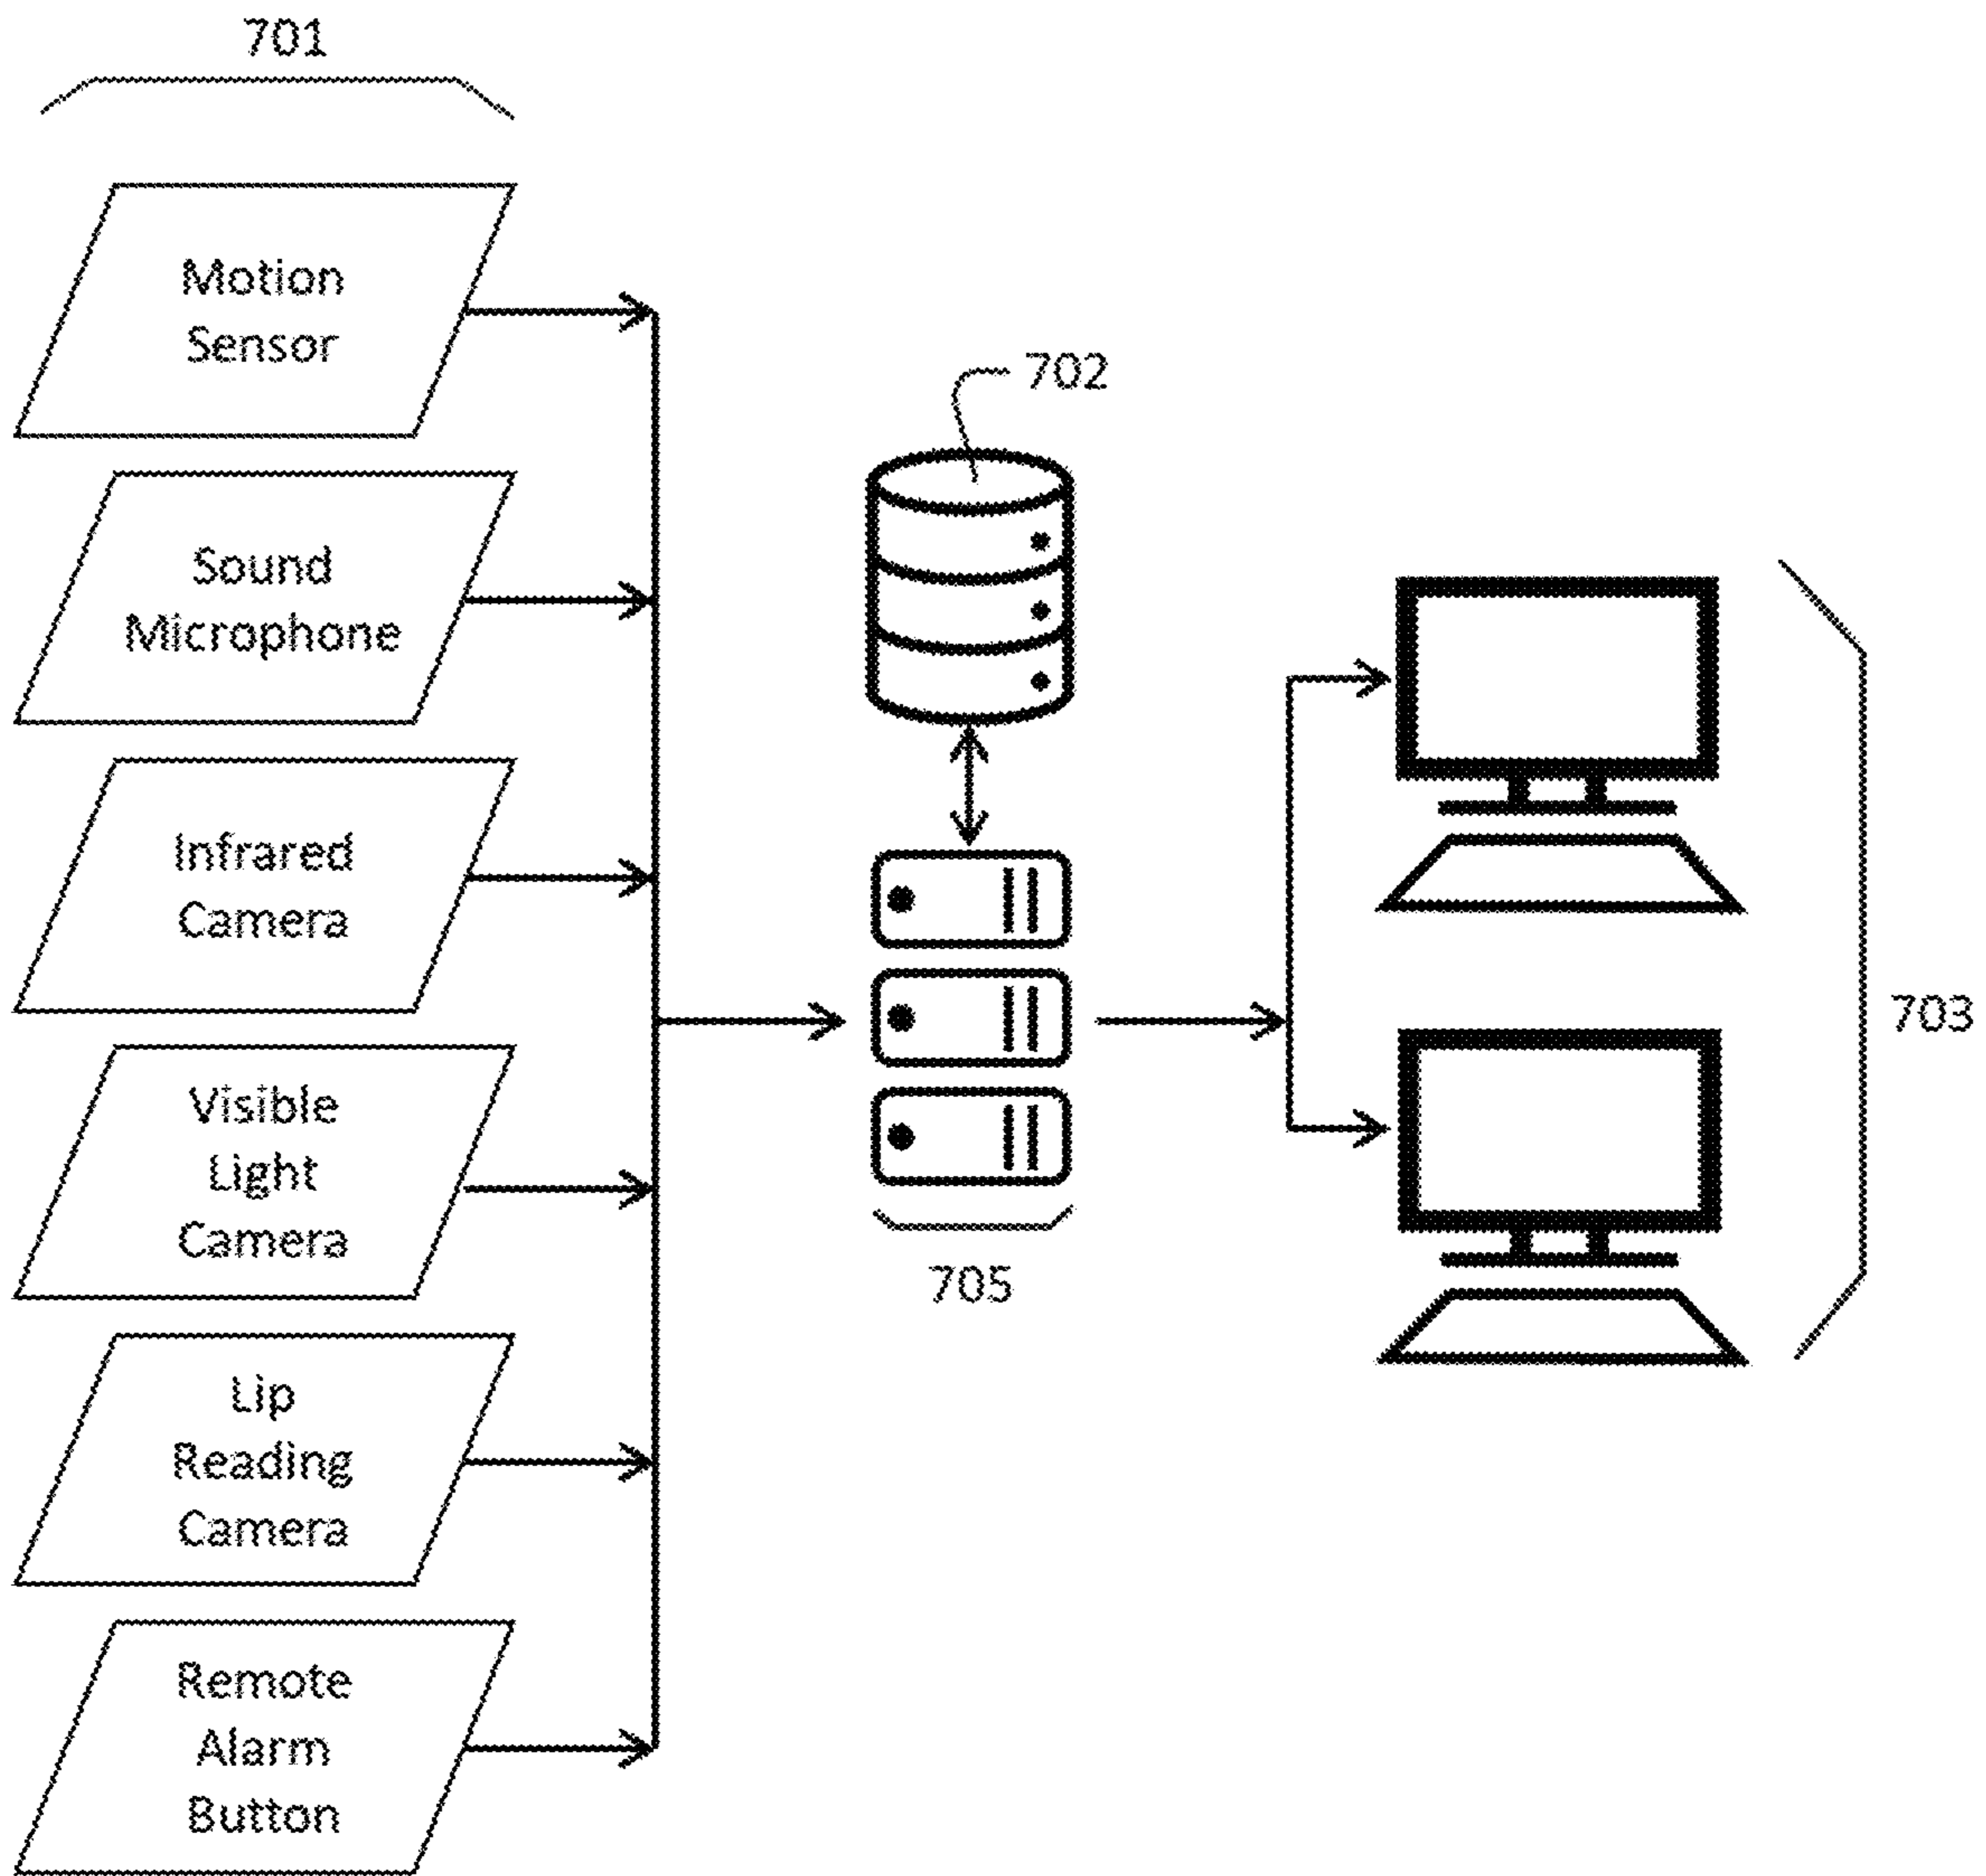 701
Motion
Sensor
702
Sound
Microphone
Infrared
Camera
703
Visible
Light
Camera
705
Lip
Reading
Camera
Remote
Alarm
Button